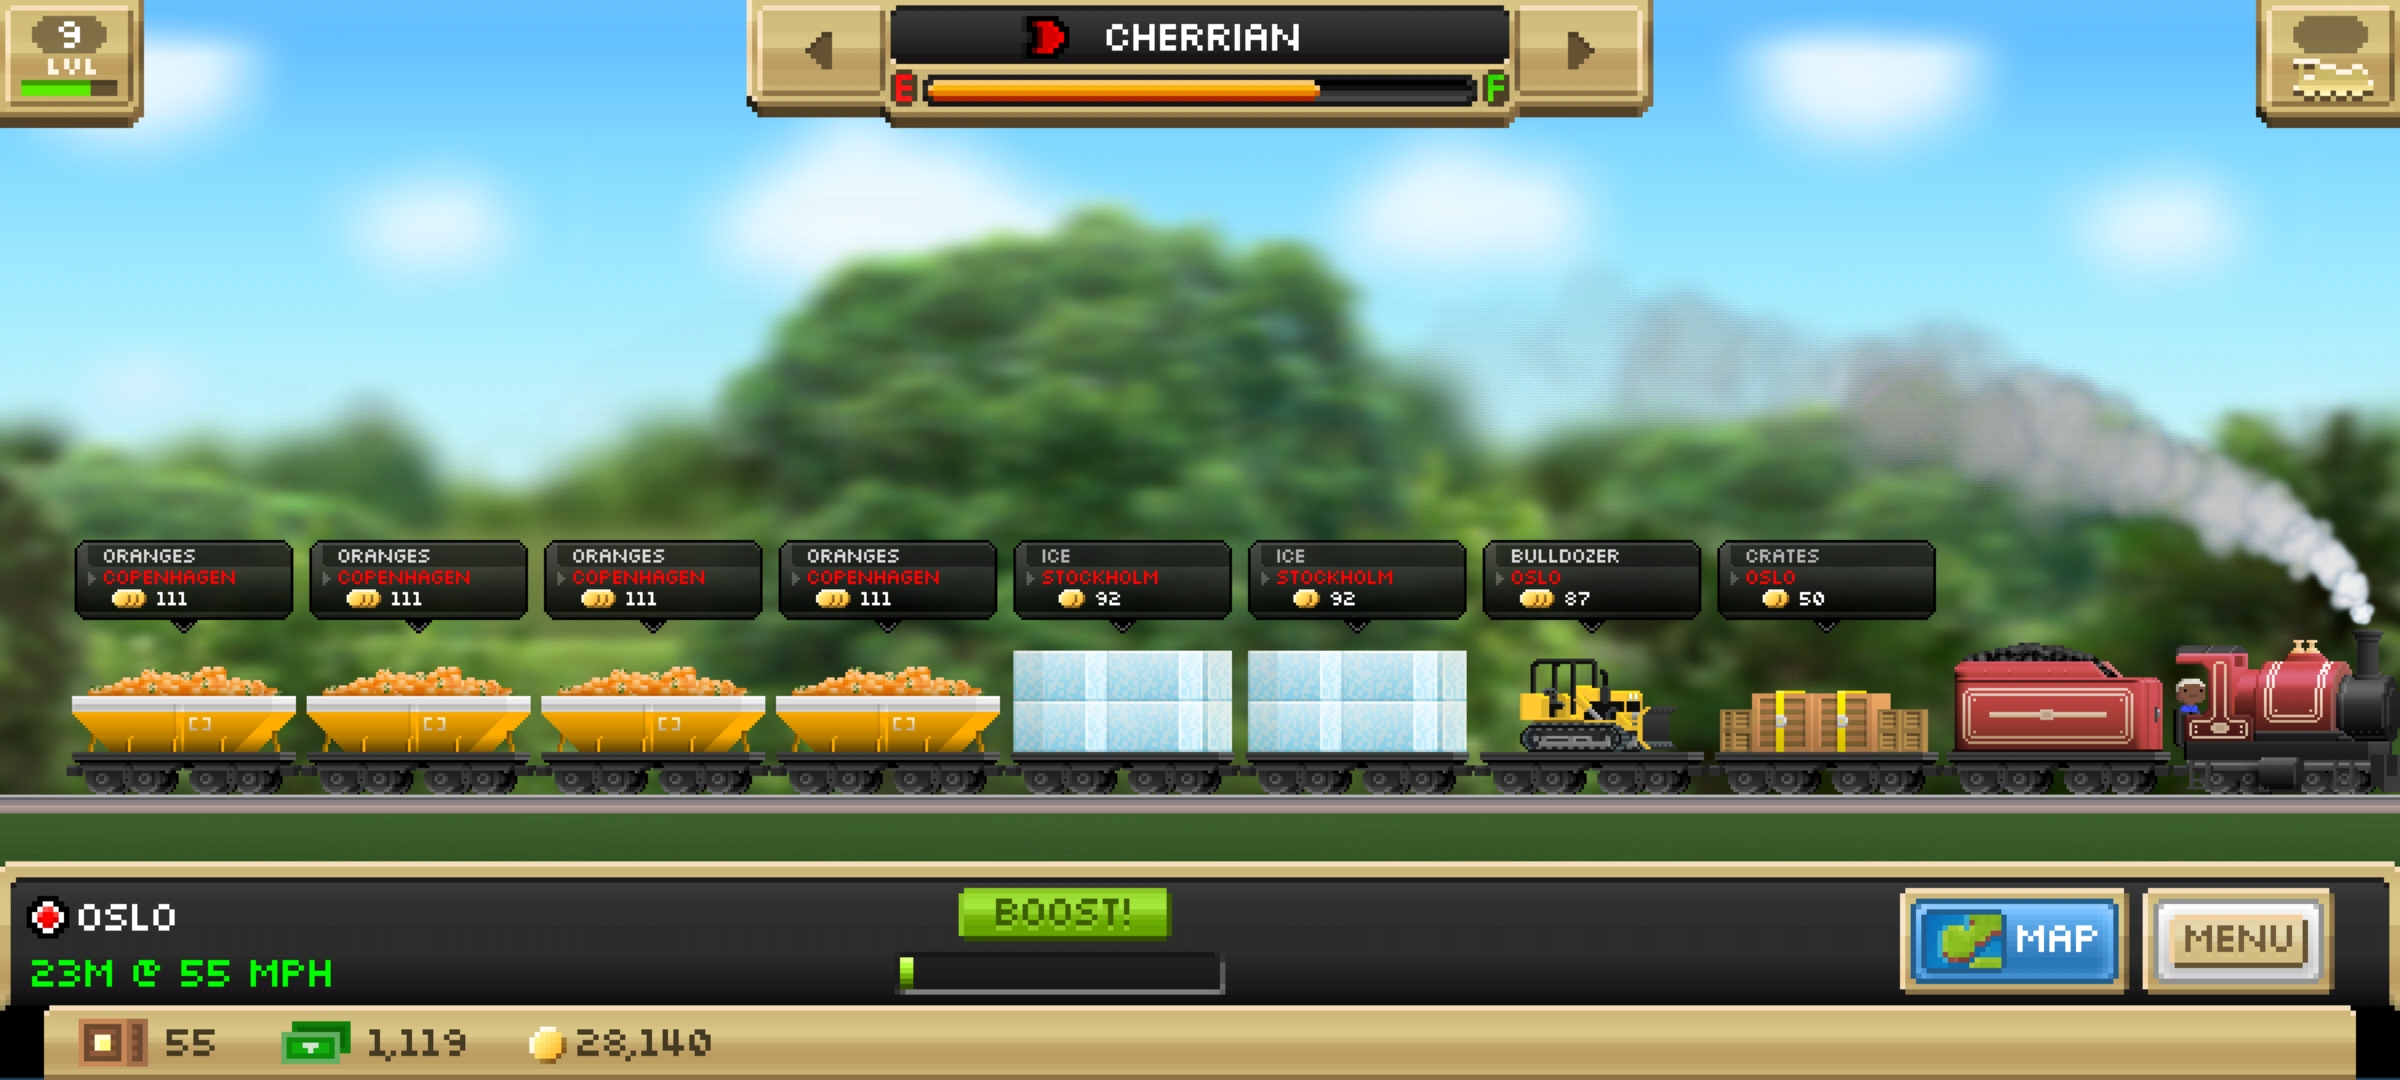 9
LVL
CHERRIAN
E F
ORANGES
COPENHAGEN
111
ORANGES
COPENHAGEN
111
ORANGES
COPENHAGEN
111
ORANGES
COPENHAGEN
111
ICE
STOCKHOLM
92
ICE
STOCKHOLM
92
BULLDOZER
OSLO
87
CRATES
OSLO
50
OSLO
23M @ 55 MPH
BOOST!
MAP
MENU
55
1,119
28,140